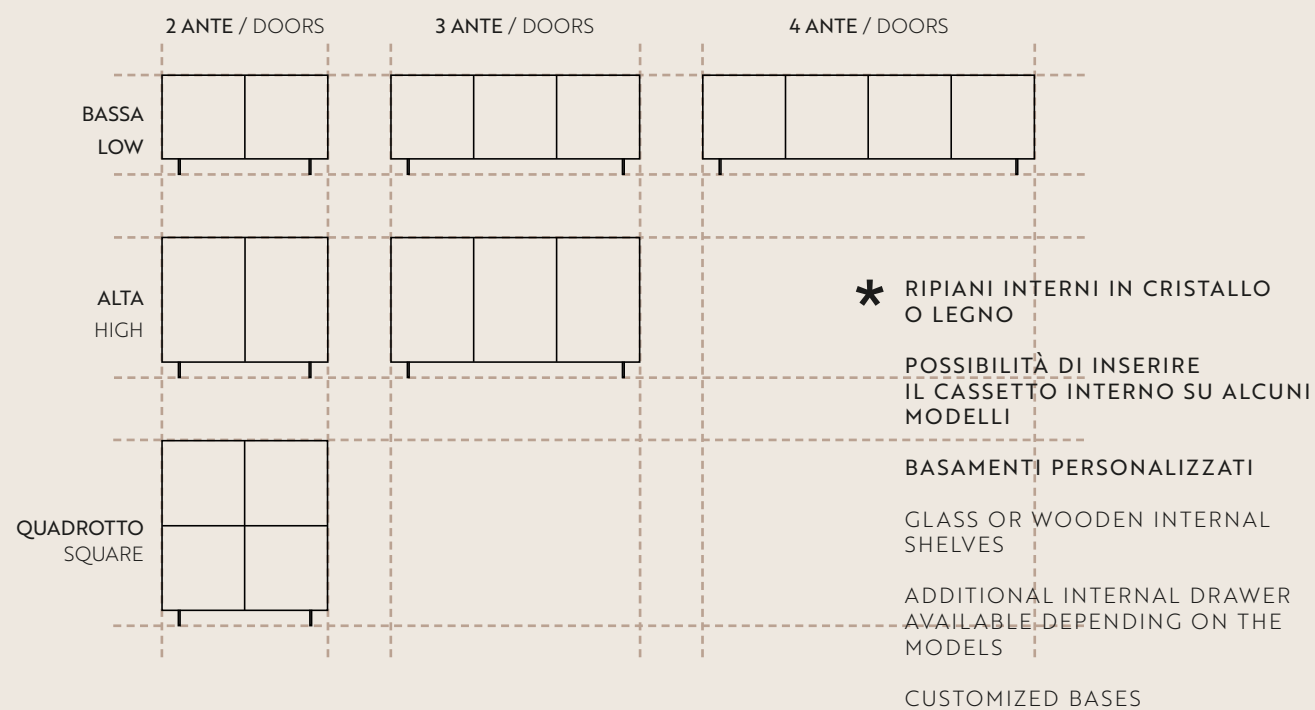 2 ANTE / DOORS
3 ANTE / DOORS
4 ANTE / DOORS
BASSA
LOW
ALTA
HIGH
QUADROTTO
SQUARE
* RIPIANI INTERNI IN CRISTALLO
O LEGNO
POSSIBILITÀ DI INSERIRE
IL CASSETTO INTERNO SU ALCUNI
MODELLI
BASAMENTI PERSONALIZZATI
GLASS OR WOODEN INTERNAL
SHELVES
ADDITIONAL INTERNAL DRAWER
AVAILABLE DEPENDING ON THE
MODELS
CUSTOMIZED BASES